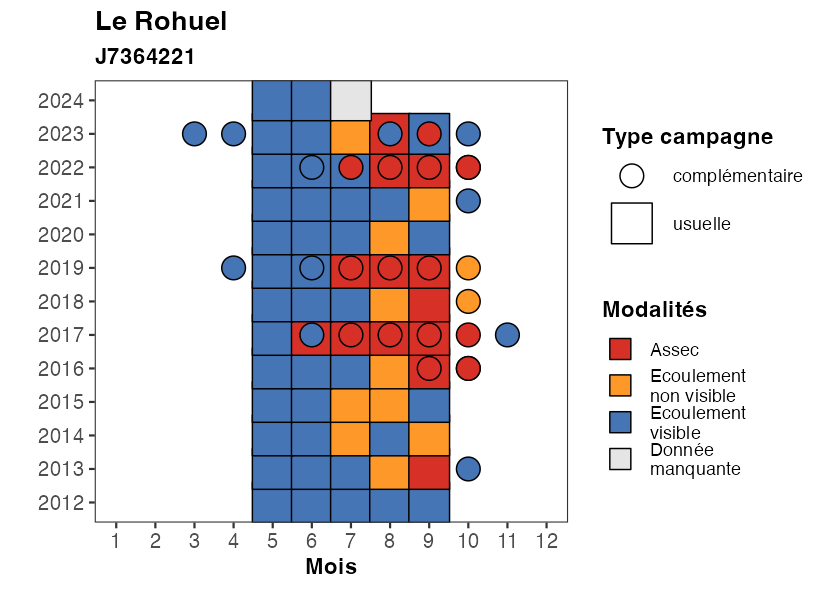 Le Rohuel
J7364221
2024
2023
2022
2021
2020
2019
2018
2017
2016
2015
2014
2013
2012
1 2 3 4 5 6 7 8 9 10 11 12
Mois
Type campagne
complémentaire
usuelle
Modalités
Assec
Ecoulement
non visible
Ecoulement
visible
Donnée
manquante